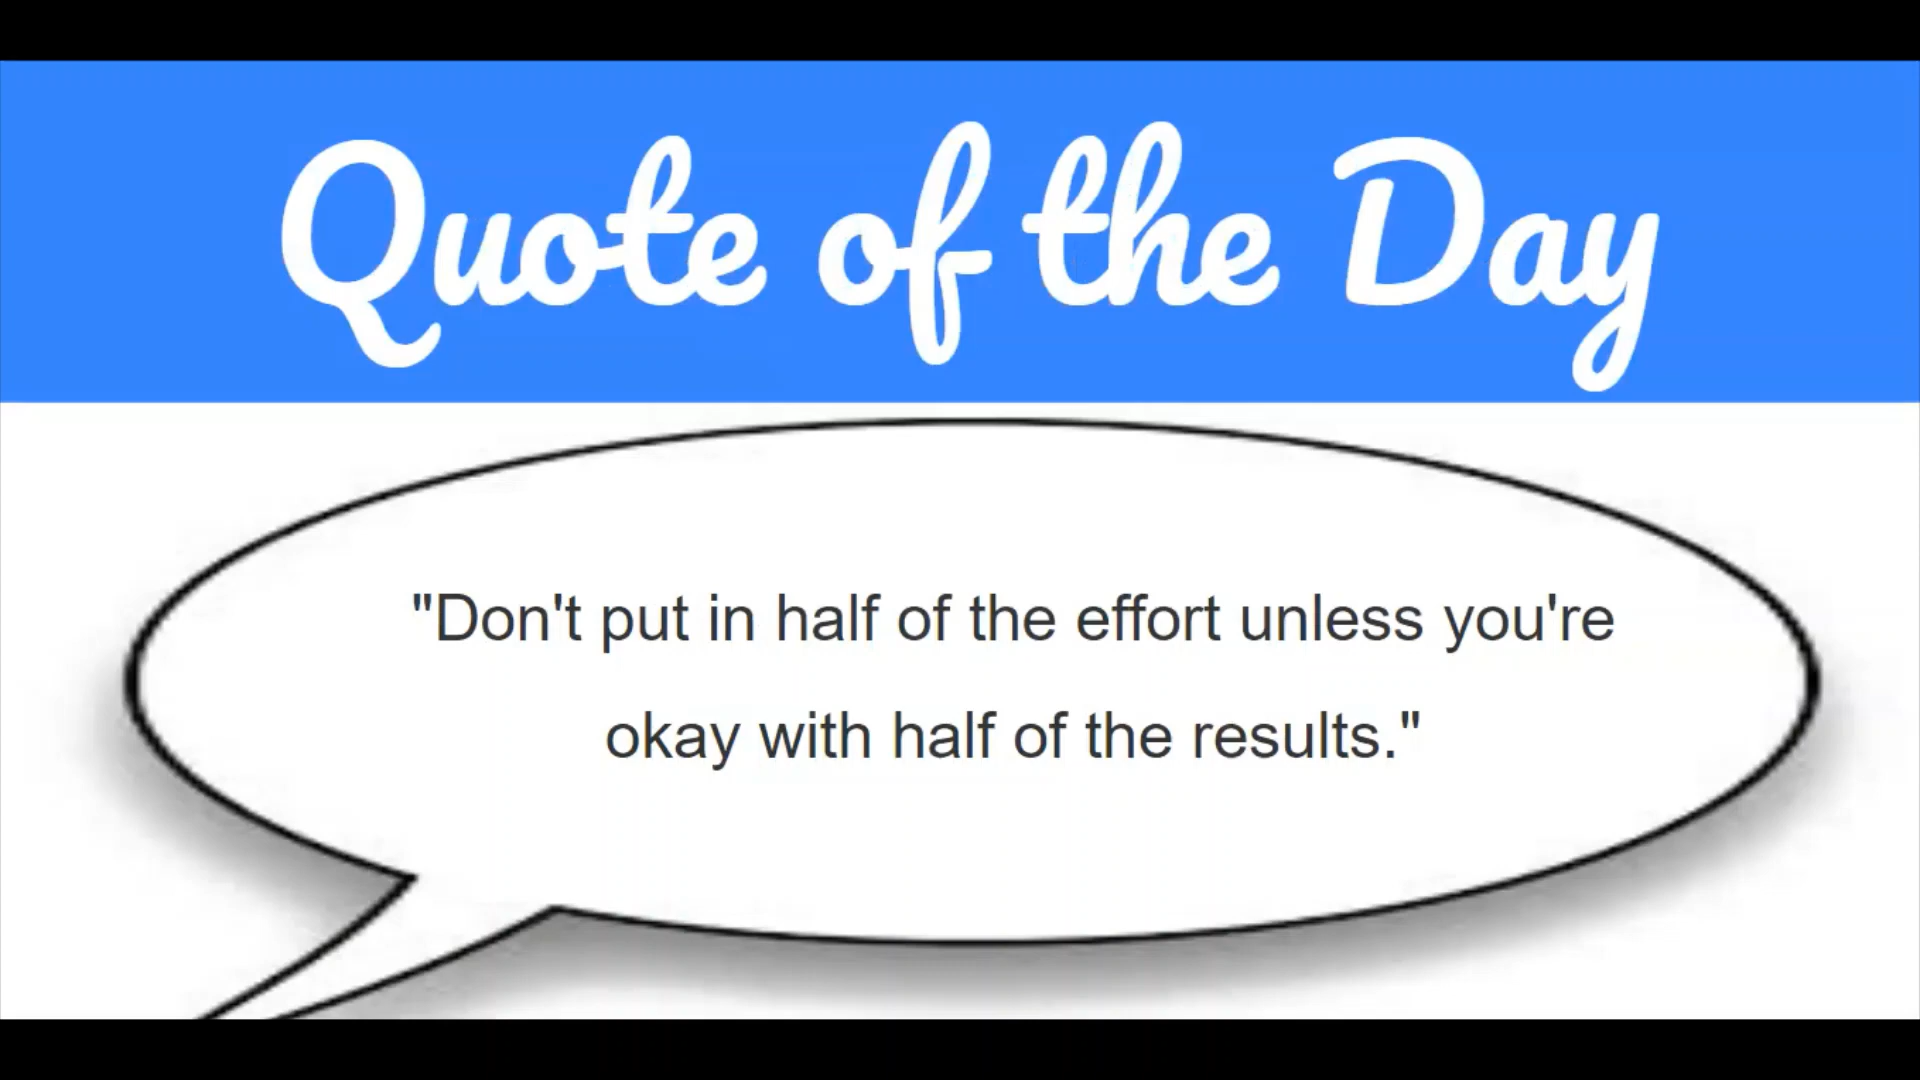 Quote of the Day
"Don't put in half of the effort unless you're
okay with half of the results."